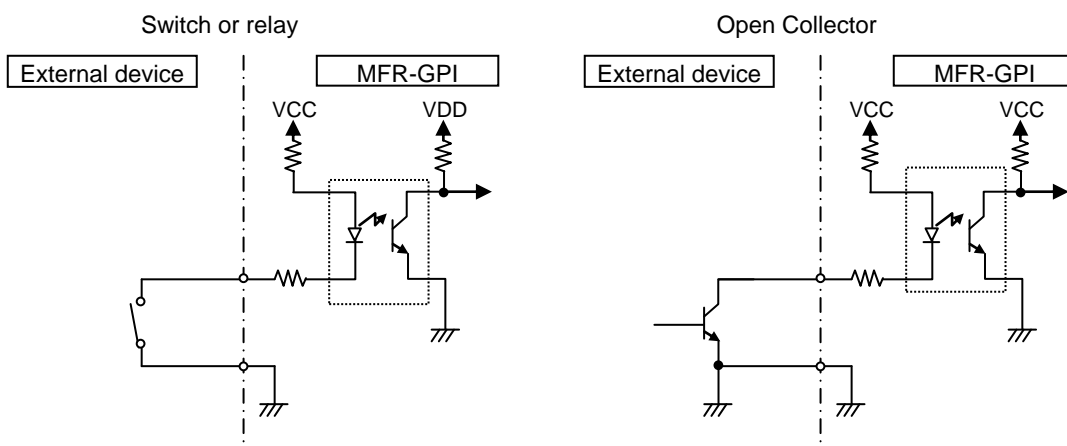 Switch or relay
External device
MFR-GPI
VCC
VDD
Open Collector
External device
MFR-GPI
VCC
VCC